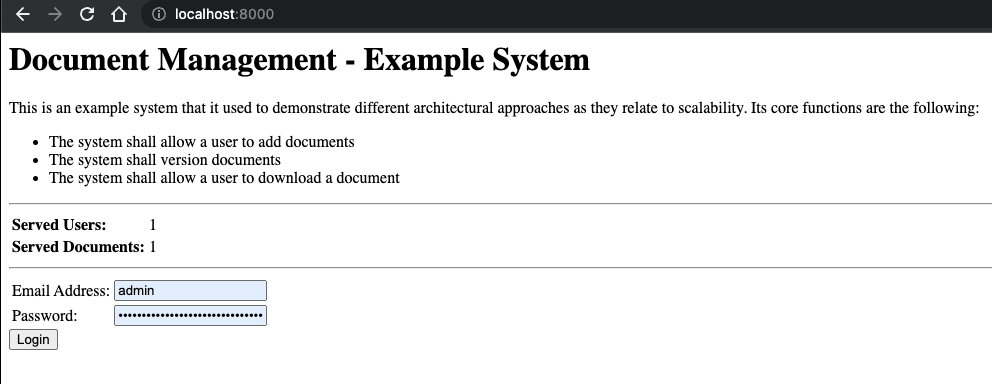 localhost:8000
Document Management - Example System
This is an example system that it used to demonstrate different architectural approaches as they relate to scalability. Its core functions are the following:
• The system shall allow a user to add documents
• The system shall version documents
• The system shall allow a user to download a document
Served Users: 1
Served Documents: 1
Email Address: admin
Password: ••••••••••••••••••••••••••••••
Login